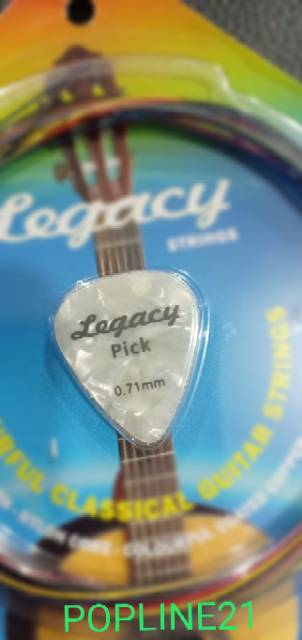 Legacy
STRINGS
Legacy
Pick
0.71mm
CLASSICAL GUITAR STRINGS
POPLINE21